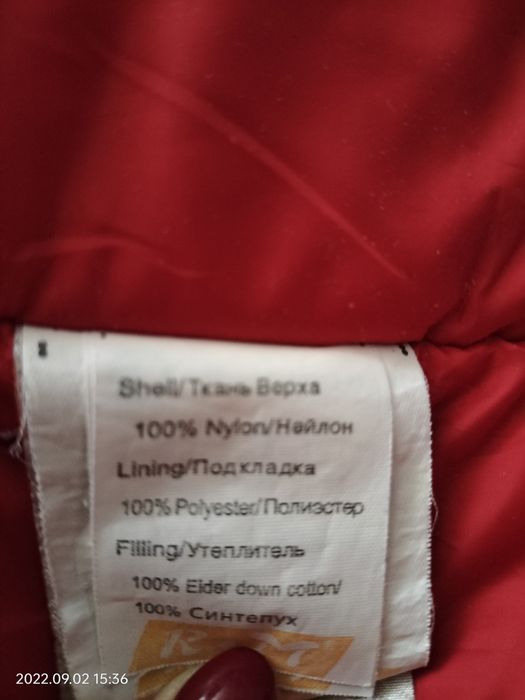 Shell/Ткань Верха
100% Nylon/Нейлон
Lining/Подкладка
100% Polyester/Полиэстер
Filling/Утеплитель
100% Eider down cotton/
100% Синтепух
2022.09.02 15:36